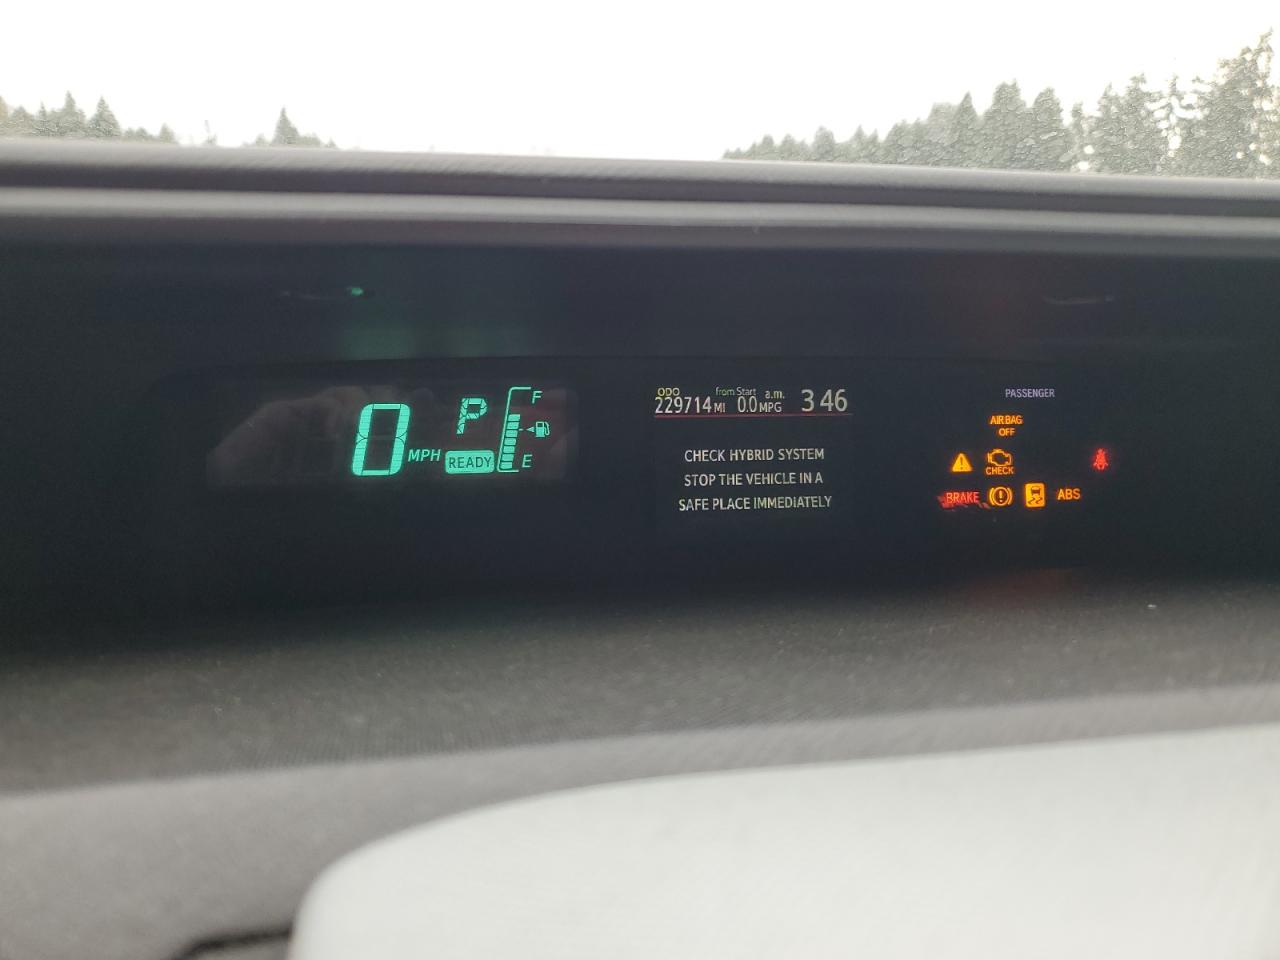 0 MPH
P
READY
F
E
ODO from Start a.m.
229714 MI 0.0 MPG 3 46
CHECK HYBRID SYSTEM
STOP THE VEHICLE IN A
SAFE PLACE IMMEDIATELY
PASSENGER
AIR BAG
OFF
CHECK
BRAKE ABS